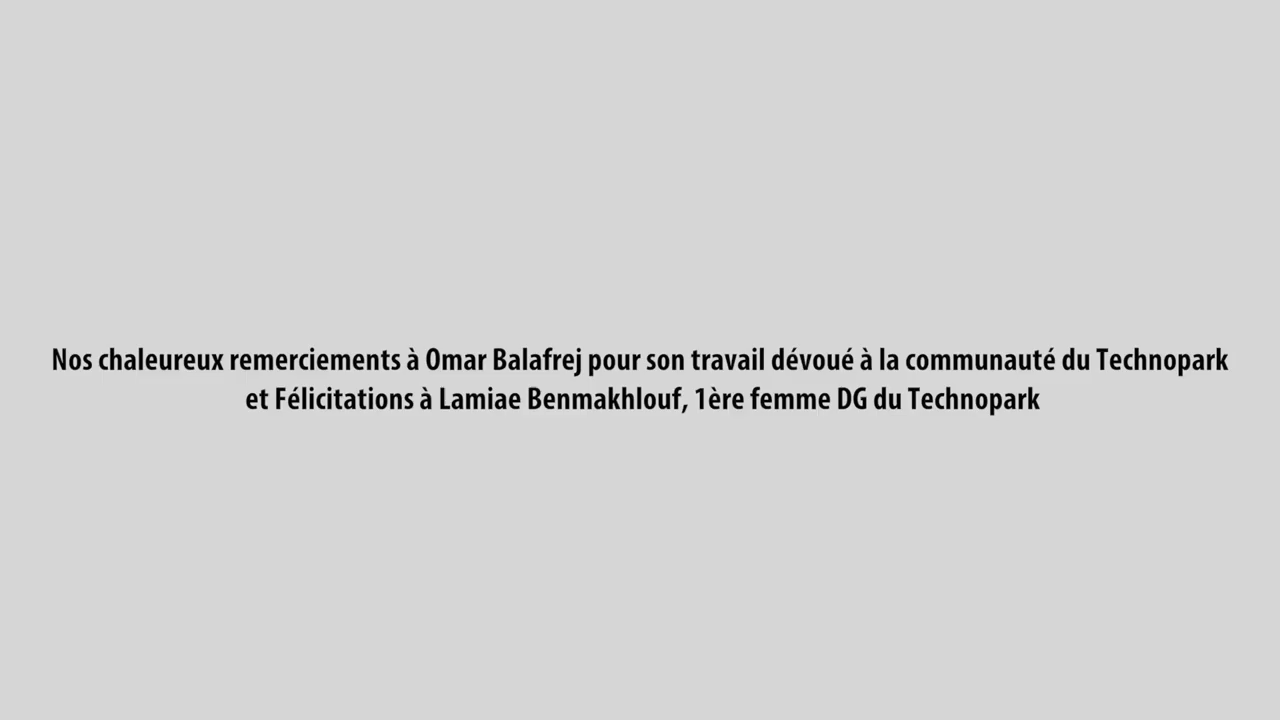 Nos chaleureux remerciements à Omar Balafrej pour son travail dévoué à la communauté du Technopark
et Félicitations à Lamiae Benmakhlouf, 1ère femme DG du Technopark